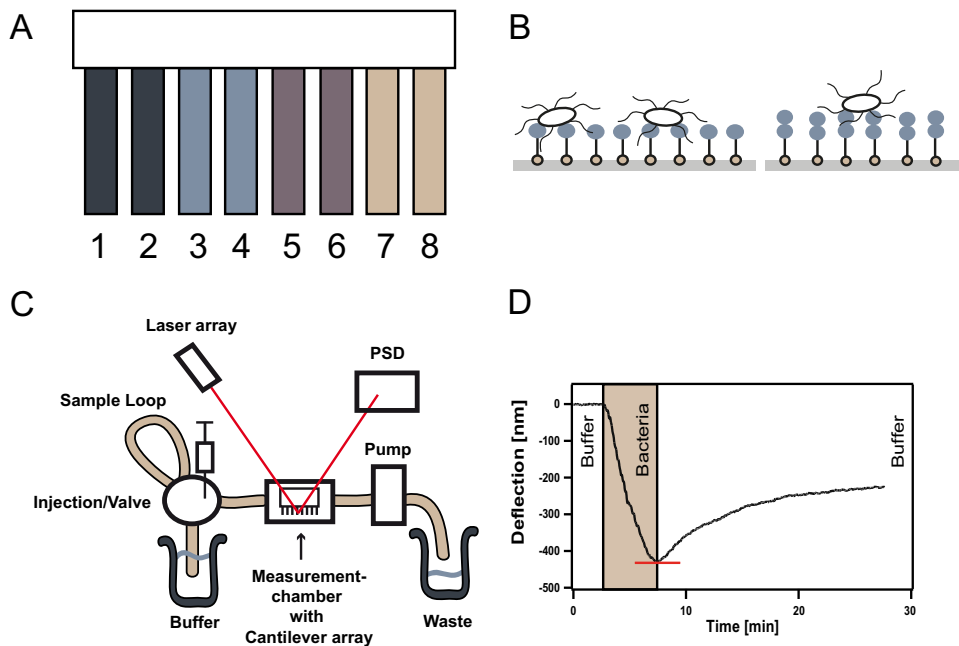 A
1 2 3 4 5 6 7 8
B
C
Laser array
PSD
Sample Loop
Pump
Injection/Valve
Buffer
Measurement-
chamber
with
Cantilever array
Waste
D
Deflection [nm]
0
-100
-200
-300
-400
-500
Buffer
Bacteria
Buffer
0 10 20 30
Time [min]